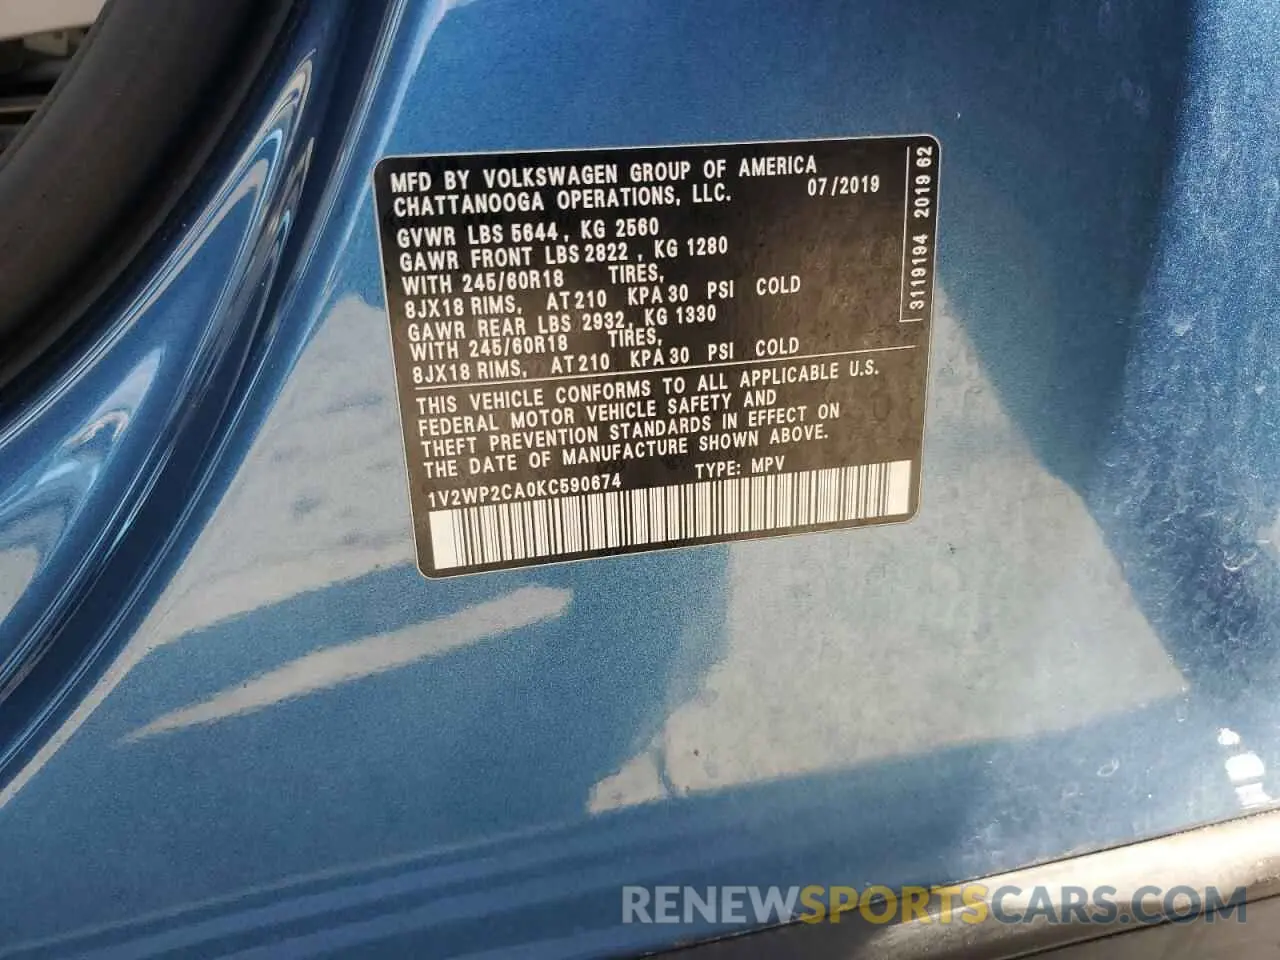 MFD BY VOLKSWAGEN GROUP OF AMERICA
CHATTANOOGA OPERATIONS, LLC. 07/2019
GVWR LBS 5644, KG 2560
GAWR FRONT LBS 2822, KG 1280
WITH 245/60R18 TIRES,
8JX18 RIMS, AT 210 KPA 30 PSI COLD
GAWR REAR LBS 2932, KG 1330
WITH 245/60R18 TIRES,
8JX18 RIMS, AT 210 KPA 30 PSI COLD
THIS VEHICLE CONFORMS TO ALL APPLICABLE U.S.
FEDERAL MOTOR VEHICLE SAFETY AND
THEFT PREVENTION STANDARDS IN EFFECT ON
THE DATE OF MANUFACTURE SHOWN ABOVE.
1V2WP2CA0KC590674 TYPE: MPV
3119194 2019 62
RENEWSPORTSCARS.COM